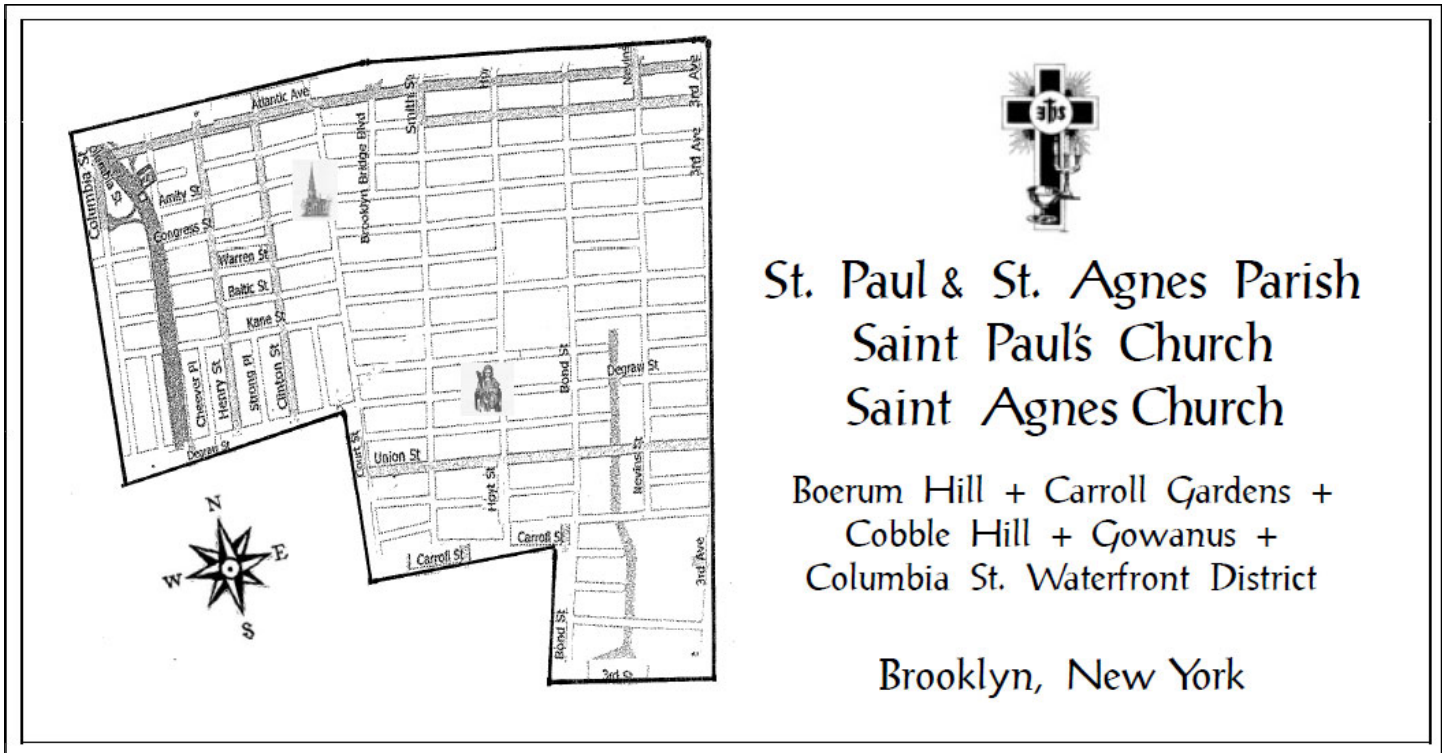 Atlantic Ave
Columbia St
Amity St
Congress St
Warren St
Baltic St
Kane St
Cheever Pl
Henry St
Strong Pl
Clinton St
Degraw St
Brooklyn Bridge Blvd
Smith St
Nevins
3rd Ave
3rd Ave
Bond St
Degraw St
Court St
Union St
Hoyt St
Nevins St
Carroll St
Carroll St
Bond St
3rd Ave
3rd St
N
E
W
S
St. Paul & St. Agnes Parish
Saint Paul's Church
Saint Agnes Church
Boerum Hill + Carroll Gardens +
Cobble Hill + Gowanus +
Columbia St. Waterfront District
Brooklyn, New York